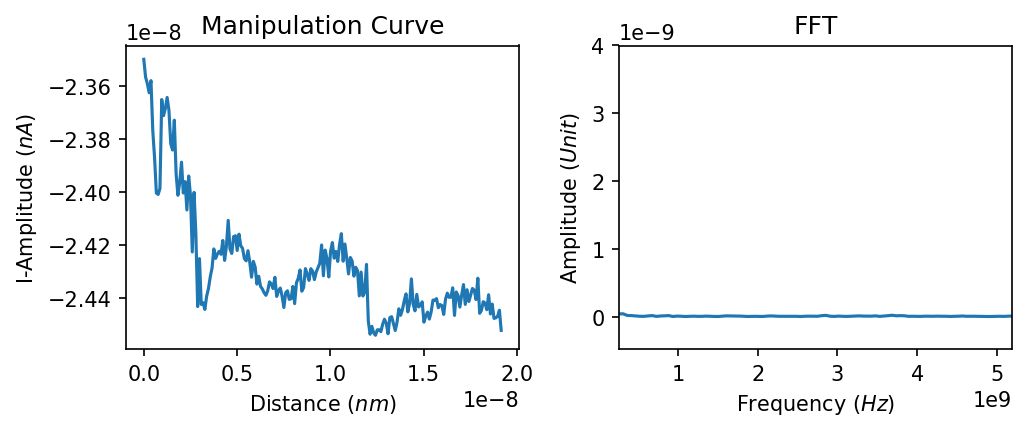 Manipulation Curve
1e−8
−2.36
−2.38
−2.40
−2.42
−2.44
I-Amplitude (nA)
0.0 0.5 1.0 1.5 2.0
Distance (nm)
1e−8
FFT
1e−9
4
3
2
1
0
Amplitude (Unit)
1 2 3 4 5
Frequency (Hz)
1e9